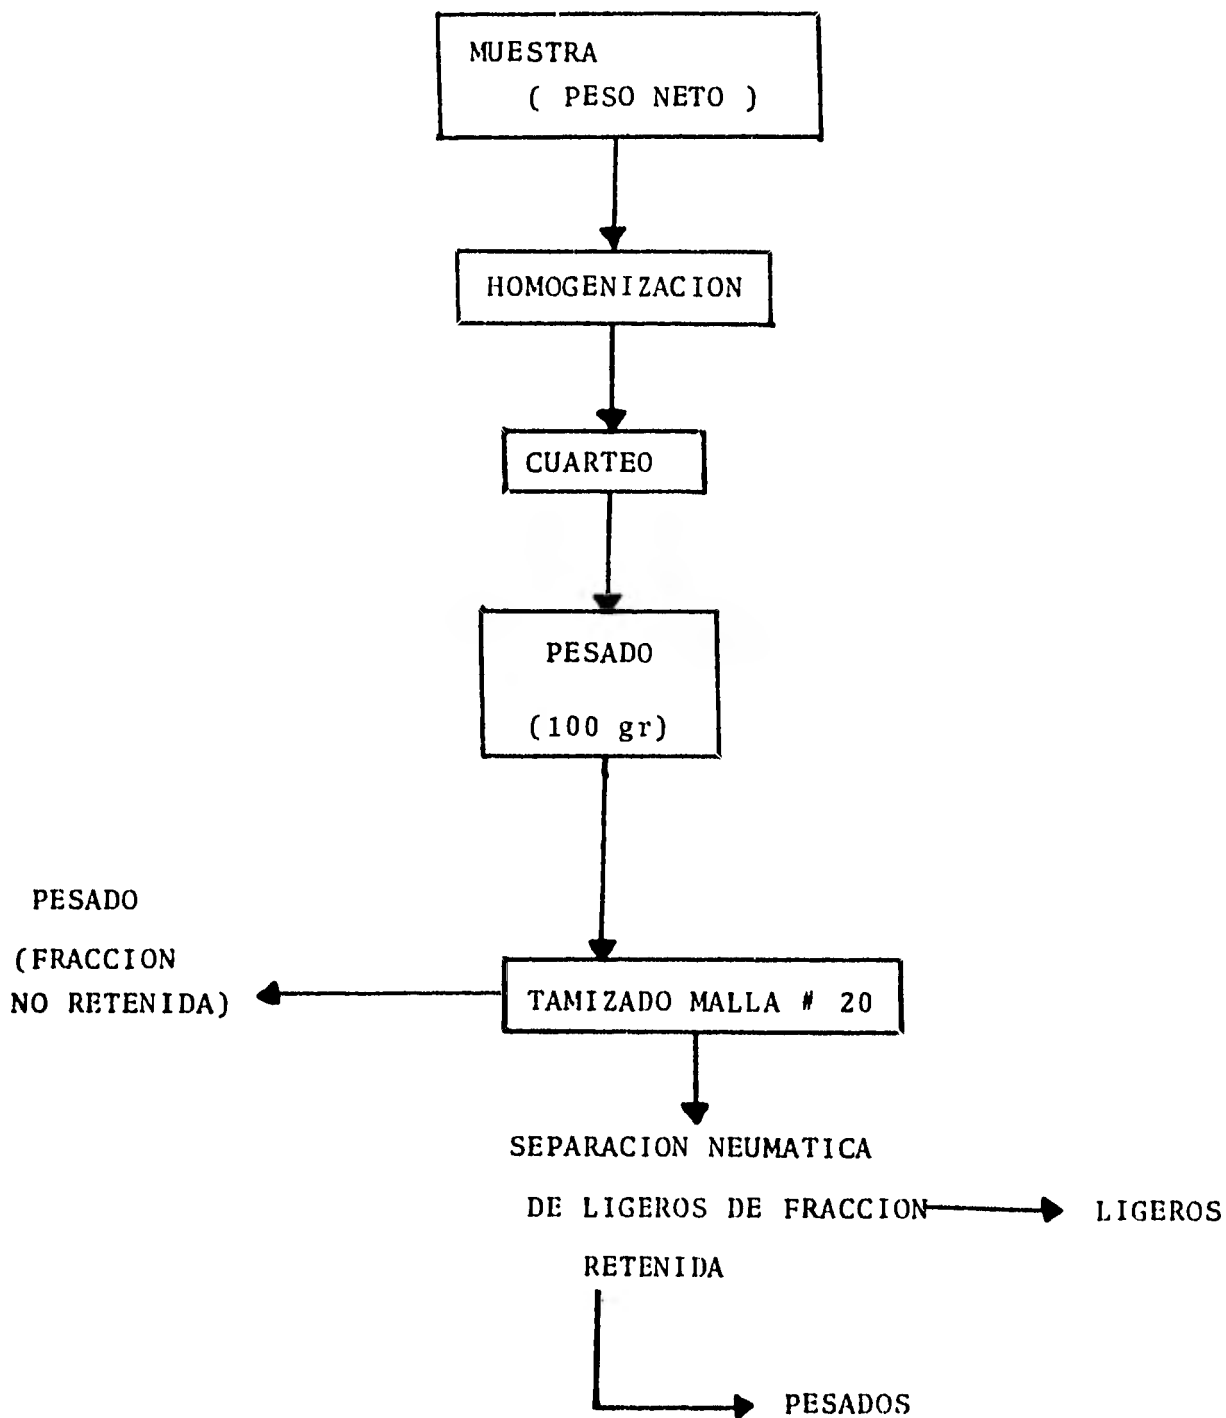 MUESTRA
( PESO NETO )
HOMOGENIZACION
CUARTEO
PESADO
(100 gr)
PESADO
(FRACCION
NO RETENIDA)
TAMIZADO MALLA # 20
SEPARACION NEUMATICA
DE LIGEROS DE FRACCION
LIGEROS
RETENIDA
PESADOS